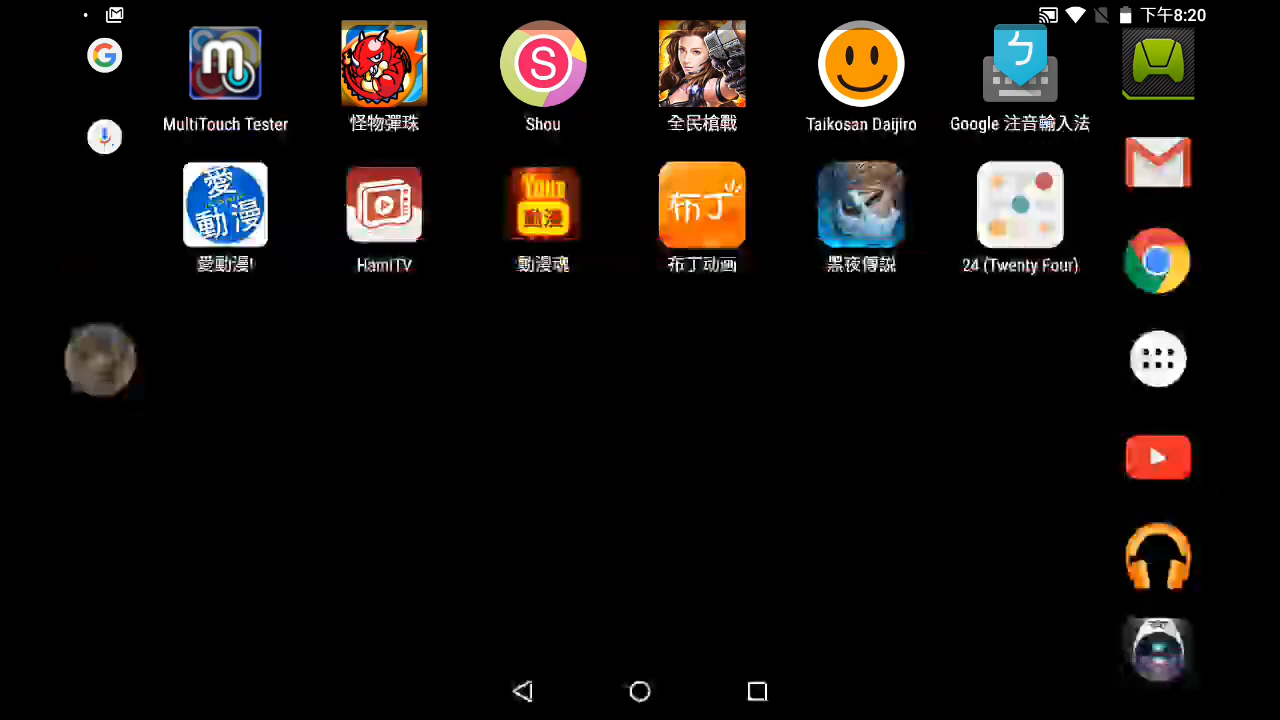 下午8:20
MultiTouch Tester
怪物彈珠
Shou
全民槍戰
Taikosan Daijiro
Google 注音輸入法
愛動漫!
HamiTV
動漫魂
布丁动画
黑夜傳説
24 (Twenty Four)